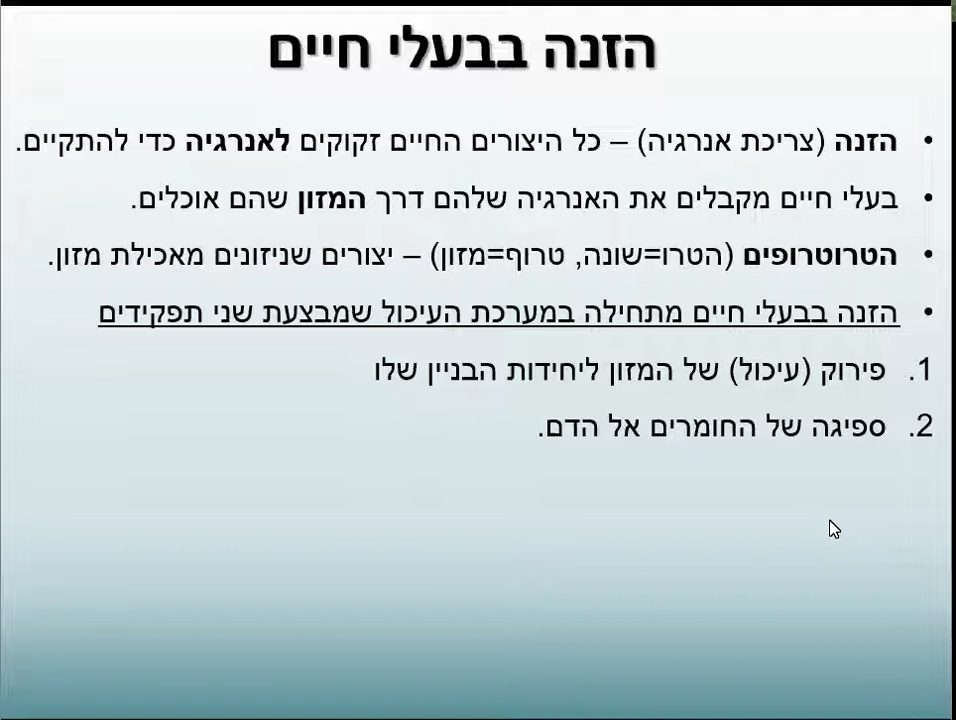 הזנה בבעלי חיים
• הזנה (צריכת אנרגיה) – כל היצורים החיים זקוקים לאנרגיה כדי להתקיים.
• בעלי חיים מקבלים את האנרגיה שלהם דרך המזון שהם אוכלים.
• הטרוטרופים (הטרו=שונה, טרוף=מזון) – יצורים שניזונים מאכילת מזון.
• הזנה בבעלי חיים מתחילה במערכת העיכול שמבצעת שני תפקידים
1. פירוק (עיכול) של המזון ליחידות הבניין שלו
2. ספיגה של החומרים אל הדם.